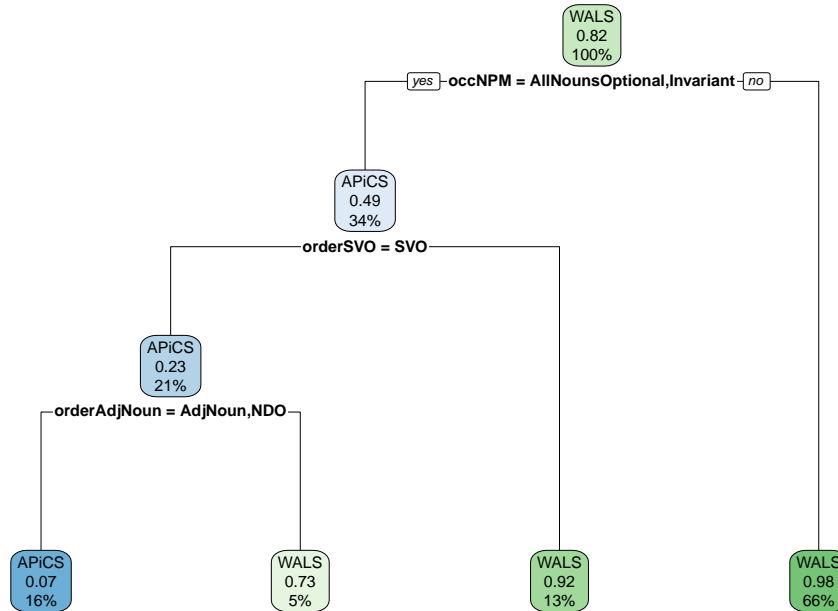 WALS
0.82
100%
yes occNPM = AllNounsOptional,Invariant no
APiCS
0.49
34%
orderSVO = SVO
APiCS
0.23
21%
orderAdjNoun = AdjNoun,NDO
APiCS
0.07
16%
WALS
0.73
5%
WALS
0.92
13%
WALS
0.98
66%